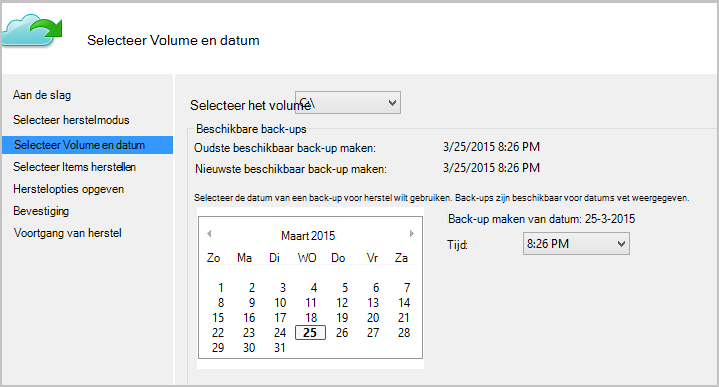 Selecteer Volume en datum
Aan de slag
Selecteer herstelmodus
Selecteer Volume en datum
Selecteer Items herstellen
Herstelopties opgeven
Bevestiging
Voortgang van herstel
Selecteer het volume C:\
Beschikbare back-ups
Oudste beschikbaar back-up maken: 3/25/2015 8:26 PM
Nieuwste beschikbaar back-up maken: 3/25/2015 8:26 PM
Selecteer de datum van een back-up voor herstel wilt gebruiken. Back-ups zijn beschikbaar voor datums vet weergegeven.
Maart 2015
Zo Ma Di WO Do Vr Za
1 2 3 4 5 6 7
8 9 10 11 12 13 14
15 16 17 18 19 20 21
22 23 24 25 26 27 28
29 30 31
Back-up maken van datum: 25-3-2015
Tijd: 8:26 PM